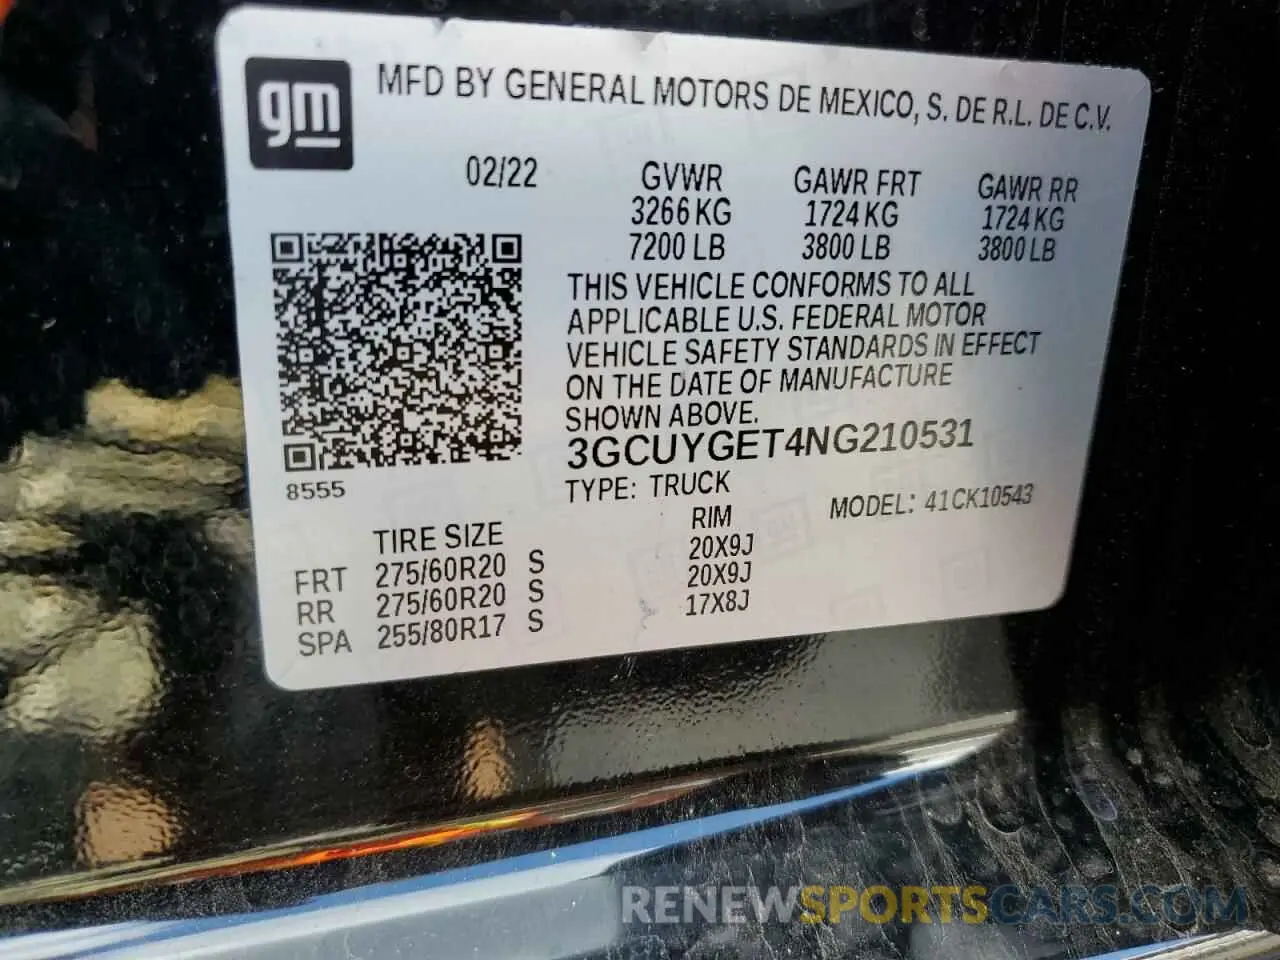 gm
MFD BY GENERAL MOTORS DE MEXICO, S. DE R.L. DE C.V.
02/22
GVWR GAWR FRT GAWR RR
3266 KG 1724 KG 1724 KG
7200 LB 3800 LB 3800 LB
THIS VEHICLE CONFORMS TO ALL
APPLICABLE U.S. FEDERAL MOTOR
VEHICLE SAFETY STANDARDS IN EFFECT
ON THE DATE OF MANUFACTURE
SHOWN ABOVE.
3GCUYGET4NG210531
8555
TYPE: TRUCK MODEL: 41CK10543
TIRE SIZE RIM
FRT 275/60R20 S 20X9J
RR 275/60R20 S 20X9J
SPA 255/80R17 S 17X8J
RENEWSPORTSCARS.COM